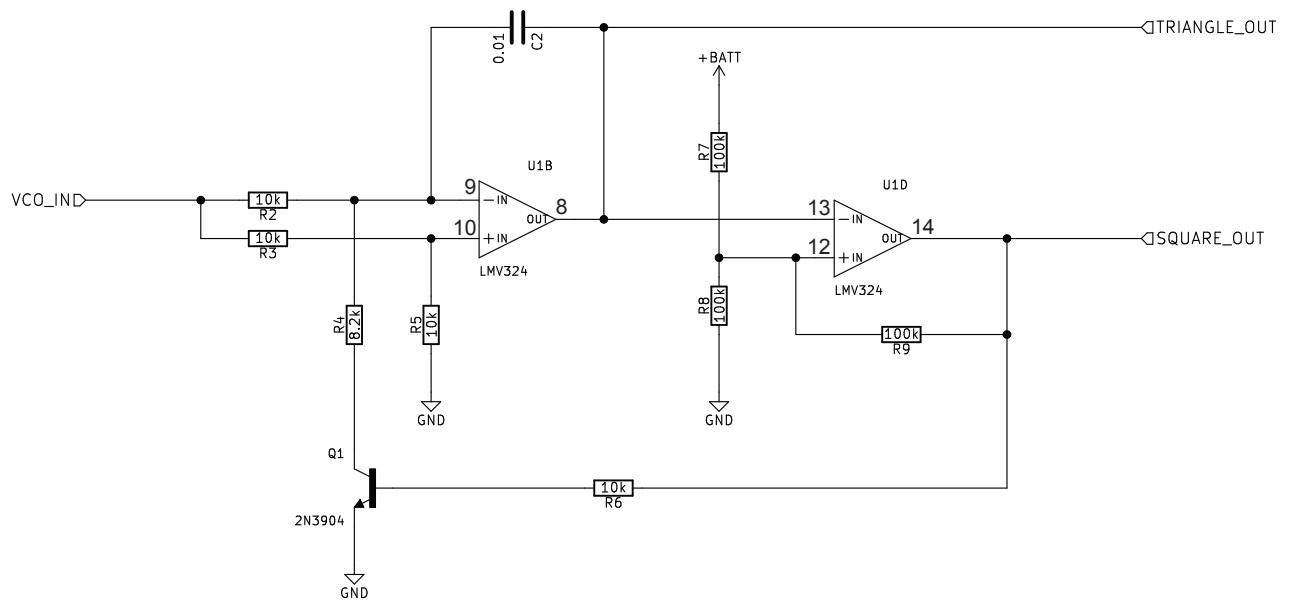 TRIANGLE_OUT
0.01
C2
+BATT
R7
100k
U1B
U1D
VCO_IN
10k
R2
9
-IN
OUT
8
13
-IN
10k
R3
10
+IN
LMV324
12
+IN
OUT
14
SQUARE_OUT
LMV324
R4
8.2k
R5
10k
R8
100k
100k
R9
GND
GND
Q1
10k
R6
2N3904
GND